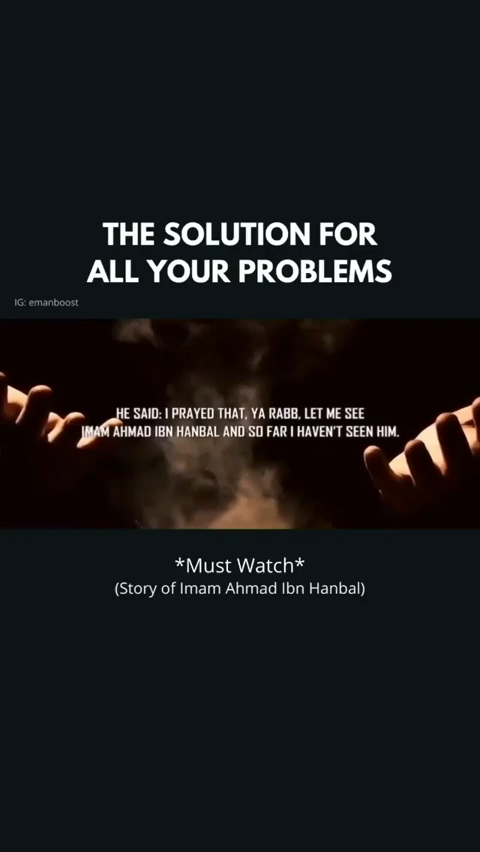 THE SOLUTION FOR
ALL YOUR PROBLEMS
IG: emanboost
HE SAID: I PRAYED THAT, YA RABB, LET ME SEE
IMAM AHMAD IBN HANBAL AND SO FAR I HAVEN'T SEEN HIM.
*Must Watch*
(Story of Imam Ahmad Ibn Hanbal)